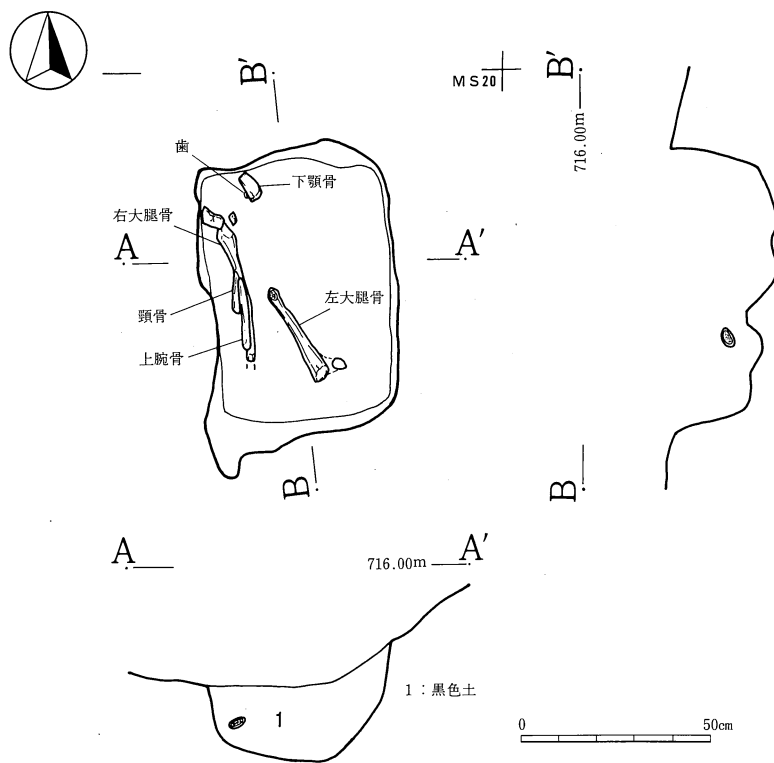 B′
MS20
B′
716.00m
歯
下顎骨
右大腿骨
A
A′
左大腿骨
頸骨
上腕骨
B
B
A
716.00m
A′
1：黒色土
1
0
50cm